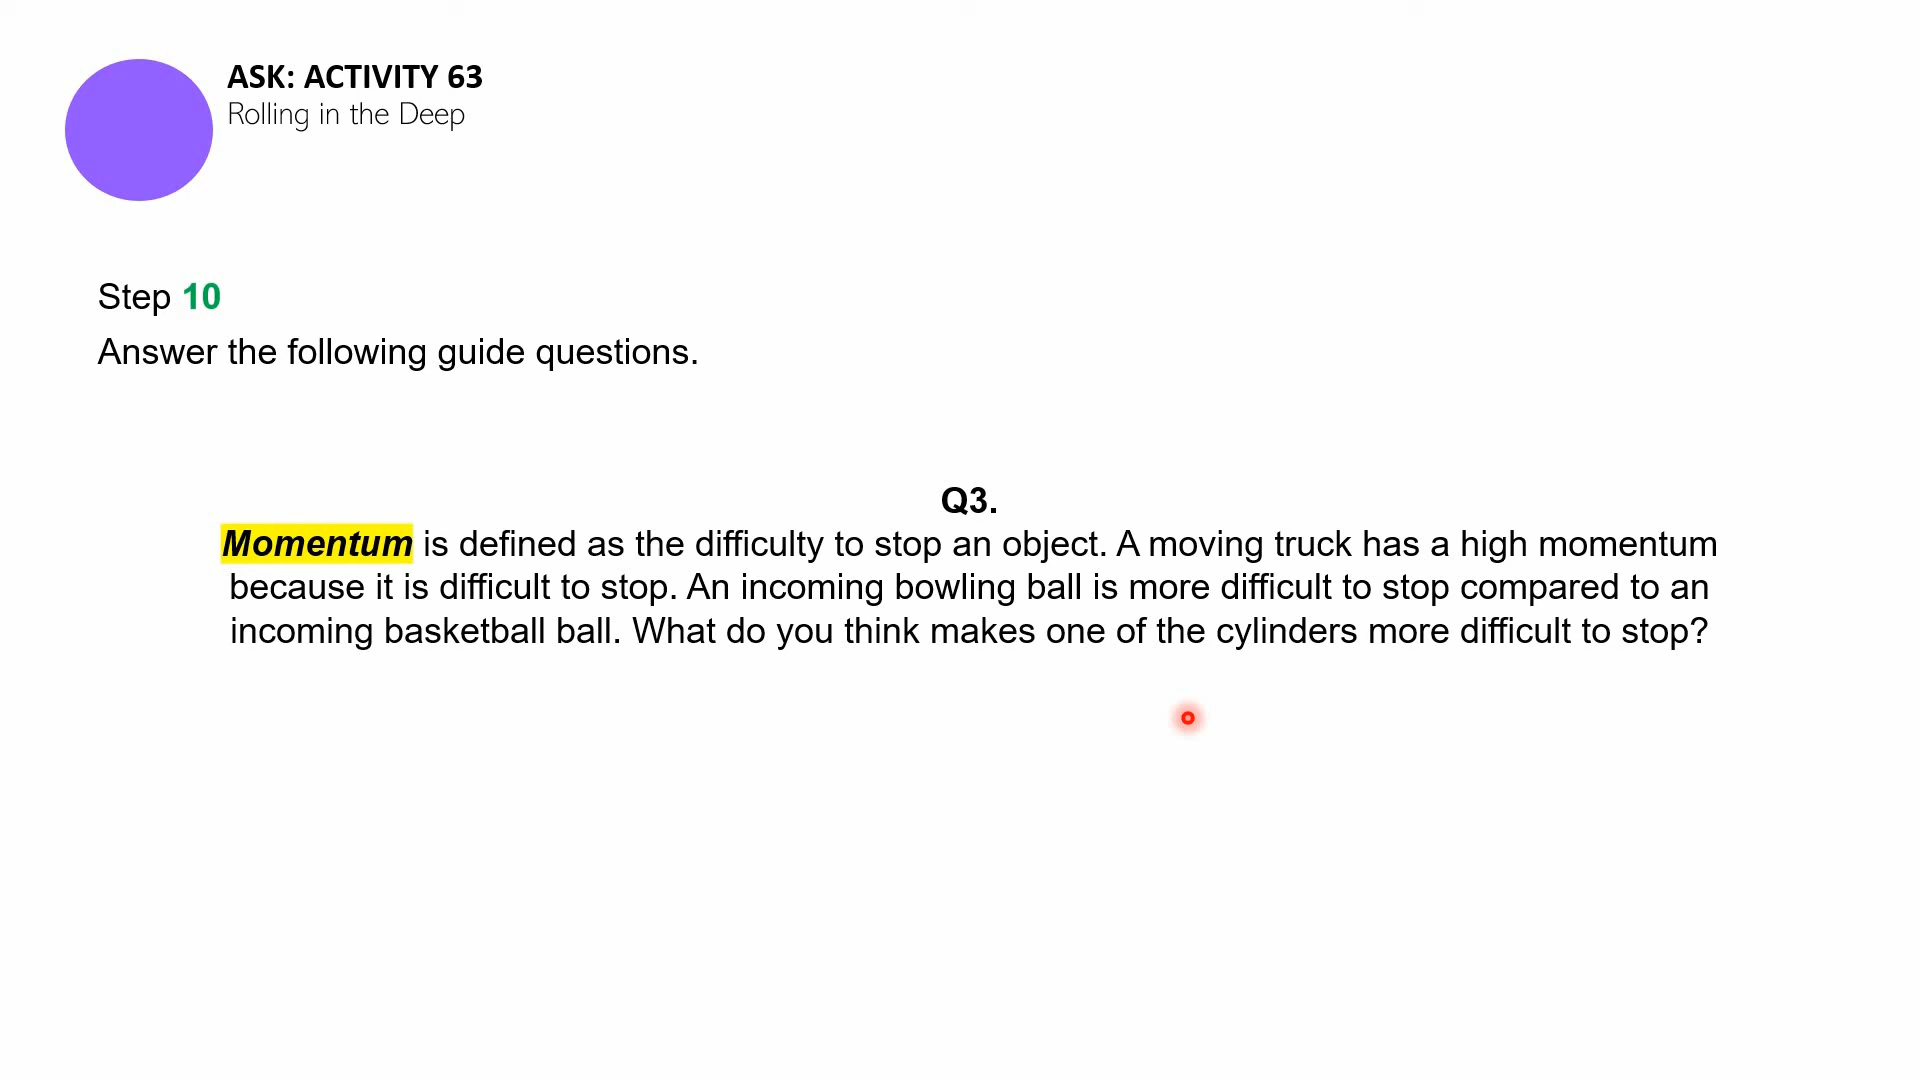 ASK: ACTIVITY 63
Rolling in the Deep
Step 10
Answer the following guide questions.
Q3.
Momentum is defined as the difficulty to stop an object. A moving truck has a high momentum
because it is difficult to stop. An incoming bowling ball is more difficult to stop compared to an
incoming basketball ball. What do you think makes one of the cylinders more difficult to stop?